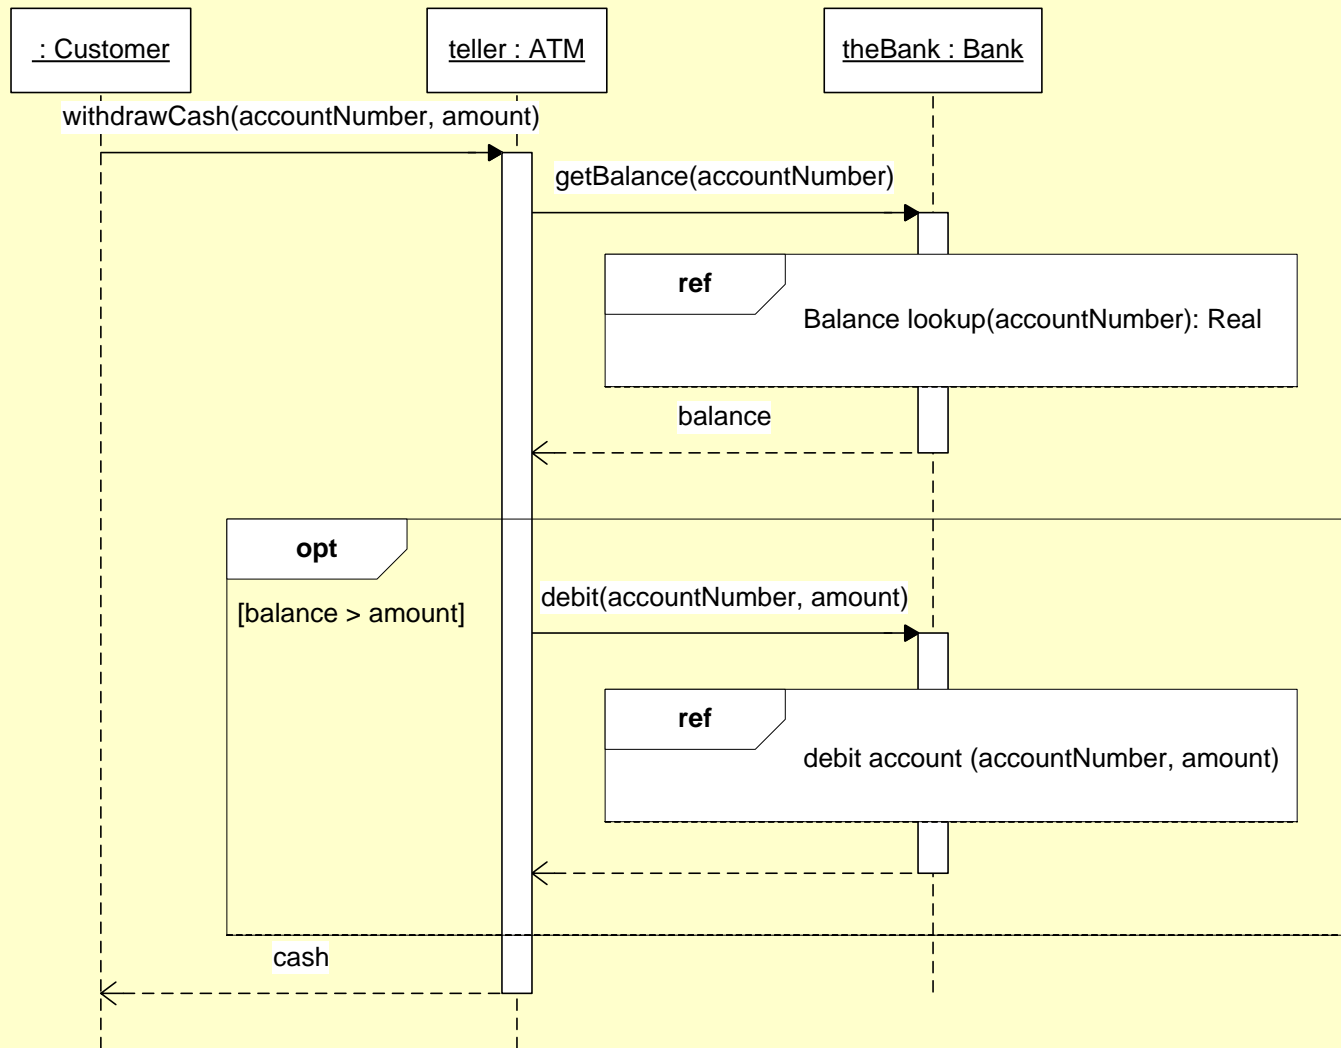 : Customer
teller : ATM
theBank : Bank
withdrawCash(accountNumber, amount)
getBalance(accountNumber)
ref
Balance lookup(accountNumber): Real
balance
opt
[balance > amount]
debit(accountNumber, amount)
ref
debit account (accountNumber, amount)
cash